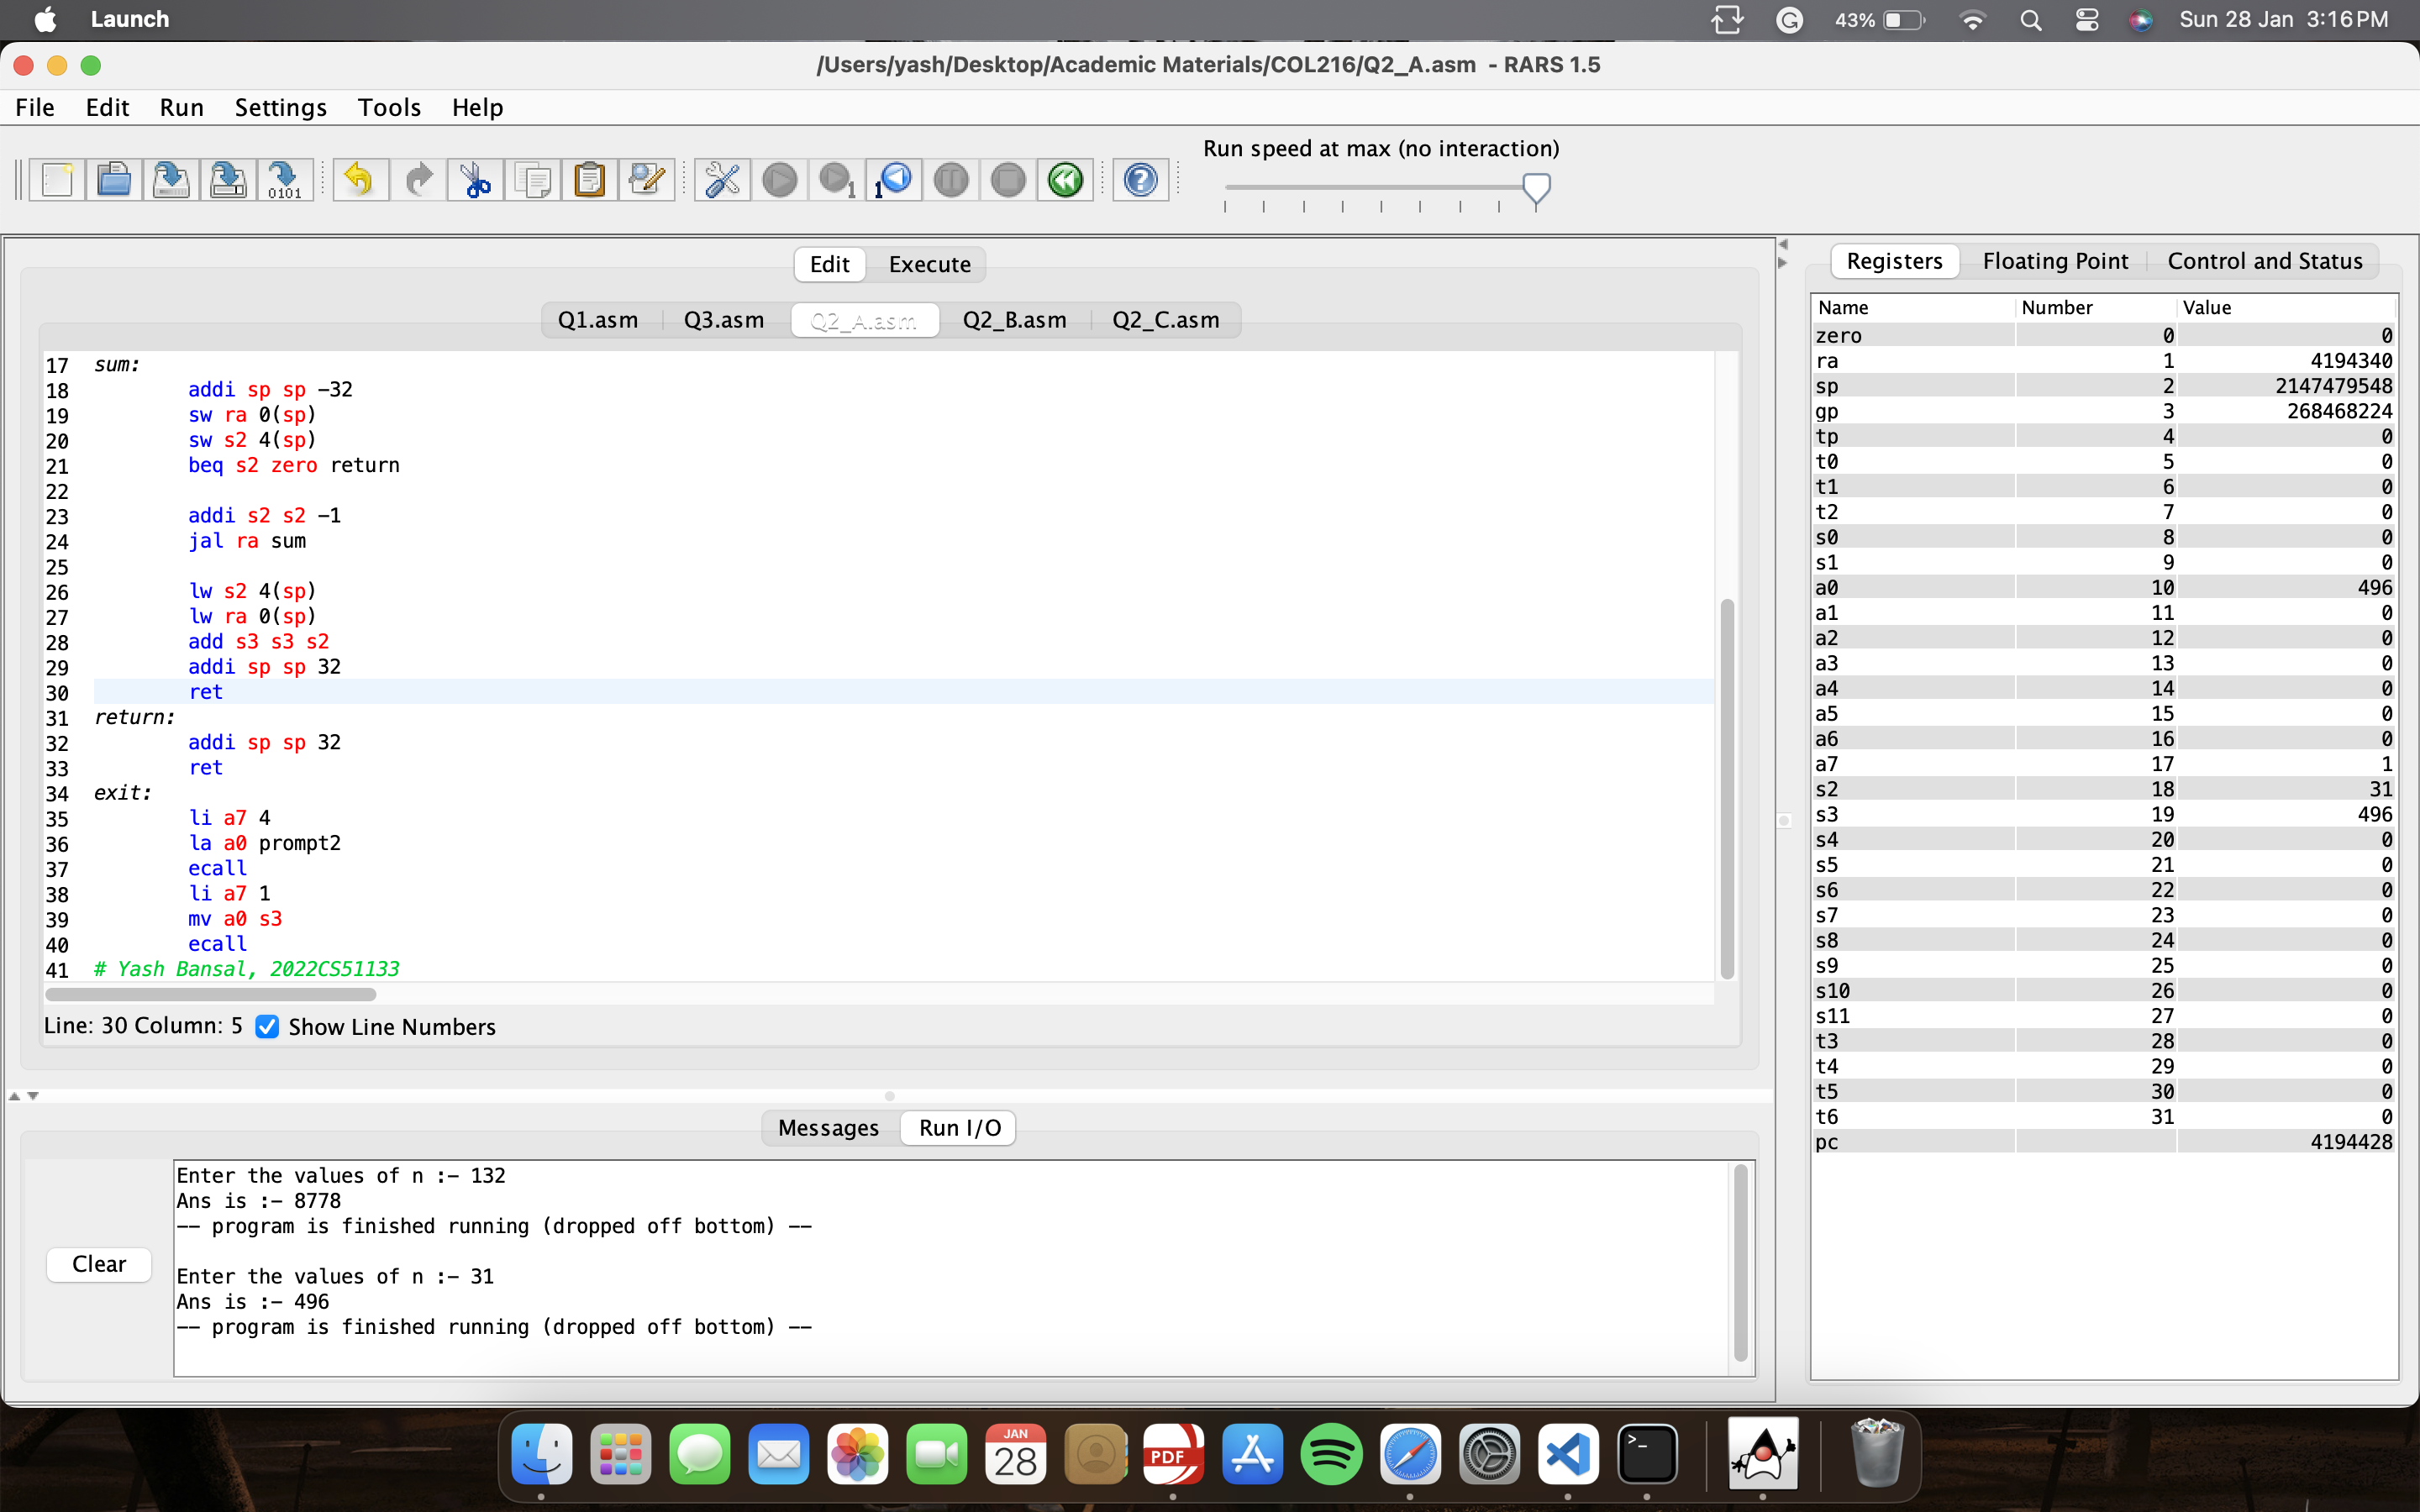 Launch
43%
Sun 28 Jan 3:16 PM
/Users/yash/Desktop/Academic Materials/COL216/Q2_A.asm - RARS 1.5
File Edit Run Settings Tools Help
Run speed at max (no interaction)
0101
1
1
?
Edit Execute
Q1.asm Q3.asm Q2_A.asm Q2_B.asm Q2_C.asm
17 sum:
18 addi sp sp -32
19 sw ra 0(sp)
20 sw s2 4(sp)
21 beq s2 zero return
22
23 addi s2 s2 -1
24 jal ra sum
25
26 lw s2 4(sp)
27 lw ra 0(sp)
28 add s3 s3 s2
29 addi sp sp 32
30 ret
31 return:
32 addi sp sp 32
33 ret
34 exit:
35 li a7 4
36 la a0 prompt2
37 ecall
38 li a7 1
39 mv a0 s3
40 ecall
41 # Yash Bansal, 2022CS51133
Line: 30 Column: 5 Show Line Numbers
Messages Run I/O
Clear
Enter the values of n :- 132
Ans is :- 8778
-- program is finished running (dropped off bottom) --
Enter the values of n :- 31
Ans is :- 496
-- program is finished running (dropped off bottom) --
Registers Floating Point Control and Status
Name Number Value
zero 0 0
ra 1 4194340
sp 2 2147479548
gp 3 268468224
tp 4 0
t0 5 0
t1 6 0
t2 7 0
s0 8 0
s1 9 0
a0 10 496
a1 11 0
a2 12 0
a3 13 0
a4 14 0
a5 15 0
a6 16 0
a7 17 1
s2 18 31
s3 19 496
s4 20 0
s5 21 0
s6 22 0
s7 23 0
s8 24 0
s9 25 0
s10 26 0
s11 27 0
t3 28 0
t4 29 0
t5 30 0
t6 31 0
pc 4194428
JAN
28
PDF
>_